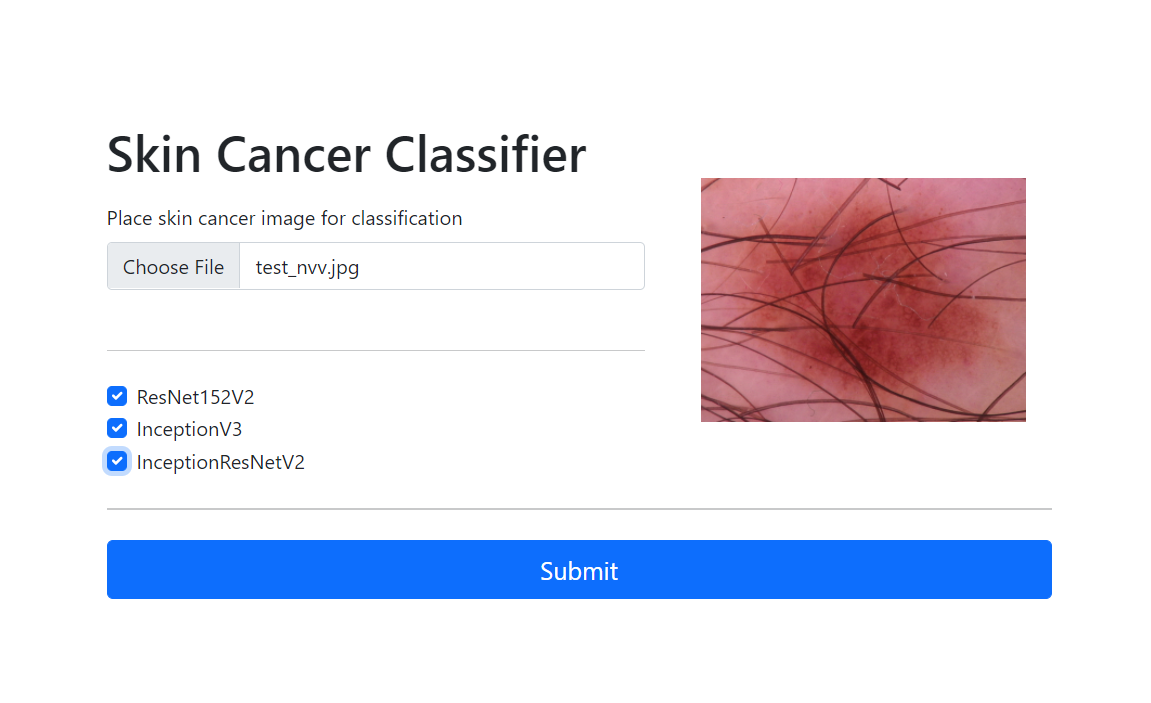 Skin Cancer Classifier
Place skin cancer image for classification
Choose File test_nvv.jpg
ResNet152V2
InceptionV3
InceptionResNetV2
Submit